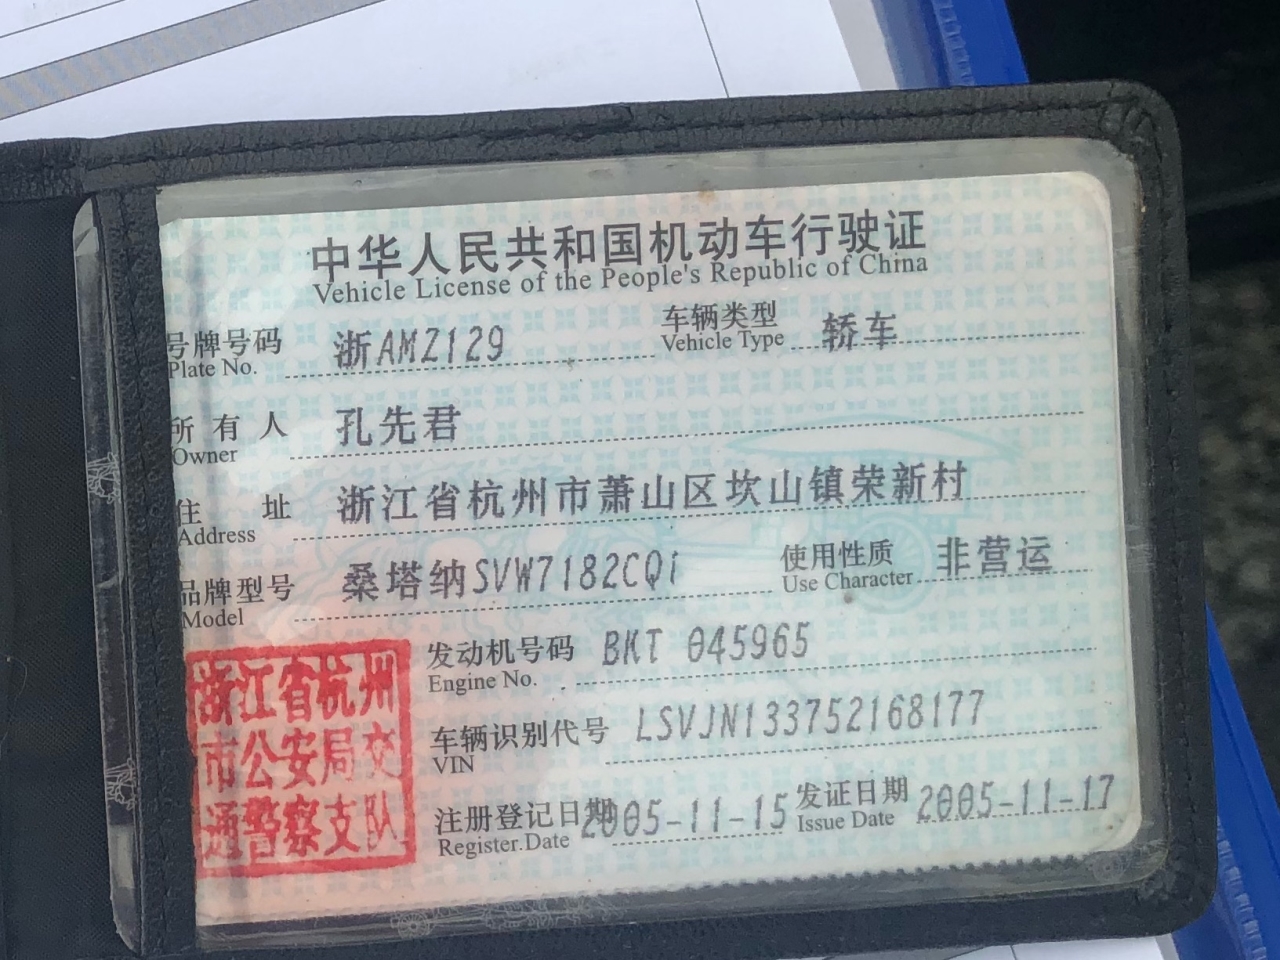 中华人民共和国机动车行驶证
Vehicle License of the People's Republic of China
号牌号码 浙AMZ129 车辆类型 轿车
Plate No. Vehicle Type
所有人 孔先君
Owner
住址 浙江省杭州市萧山区坎山镇荣新村
Address
品牌型号 桑塔纳SVW7182CQi 使用性质 非营运
Model Use Character
发动机号码 BKT 045965
Engine No.
车辆识别代号 LSVJN133752168177
VIN
注册登记日期 2005-11-15 发证日期 2005-11-17
Register.Date Issue Date
浙江省杭州
市公安局交
通警察支队